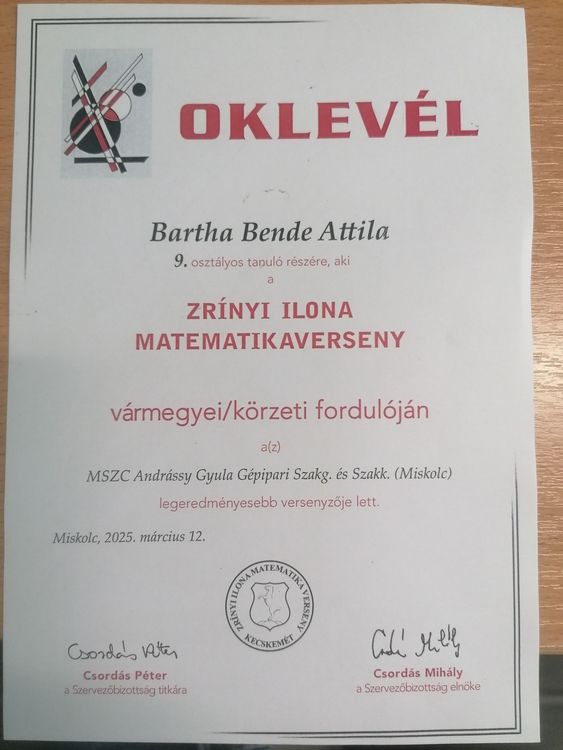 OKLEVÉL
Bartha Bende Attila
9. osztályos tanuló részére, aki
a
ZRÍNYI ILONA
MATEMATIKAVERSENY
vármegyei/körzeti fordulóján
a(z)
MSZC Andrássy Gyula Gépipari Szakg. és Szakk. (Miskolc)
legeredményesebb versenyzője lett.
Miskolc, 2025. március 12.
ZRÍNYI ILONA MATEMATIKA VERSENY
KECSKEMÉT
Csordás Péter
Csordás Péter
a Szervezőbizottság titkára
Csordás Mihály
a Szervezőbizottság elnöke